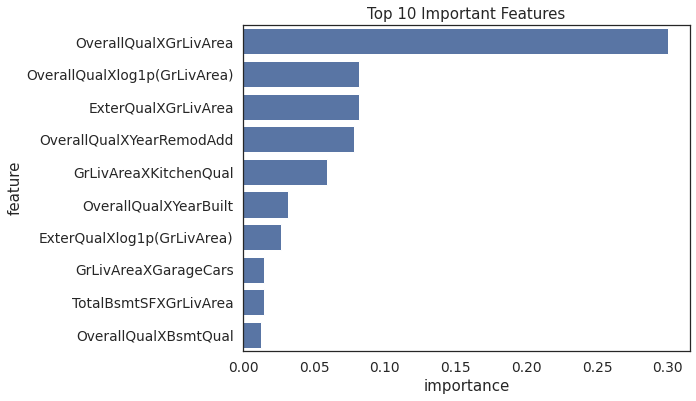 Top 10 Important Features
feature
OverallQualXGrLivArea
OverallQualXlog1p(GrLivArea)
ExterQualXGrLivArea
OverallQualXYearRemodAdd
GrLivAreaXKitchenQual
OverallQualXYearBuilt
ExterQualXlog1p(GrLivArea)
GrLivAreaXGarageCars
TotalBsmtSFXGrLivArea
OverallQualXBsmtQual
0.00 0.05 0.10 0.15 0.20 0.25 0.30
importance